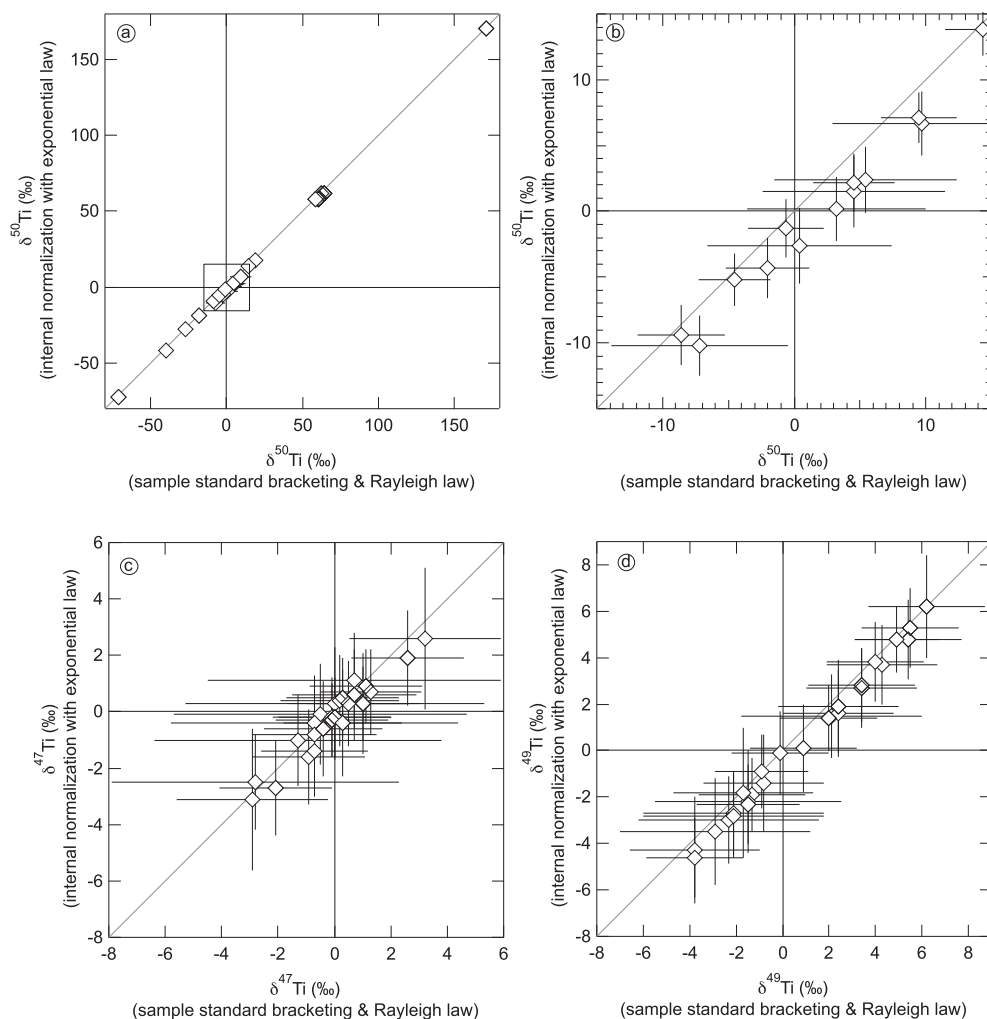 a
δ50Ti (‰)
(internal normalization with exponential law)
150
100
50
0
-50
-50
0
50
100
150
δ50Ti (‰)
(sample standard bracketing & Rayleigh law)
b
δ50Ti (‰)
(internal normalization with exponential law)
10
0
-10
-10
0
10
δ50Ti (‰)
(sample standard bracketing & Rayleigh law)
c
δ47Ti (‰)
(internal normalization with exponential law)
6
4
2
0
-2
-4
-6
-8
-8
-6
-4
-2
0
2
4
6
δ47Ti (‰)
(sample standard bracketing & Rayleigh law)
d
δ49Ti (‰)
(internal normalization with exponential law)
8
6
4
2
0
-2
-4
-6
-8
-8
-6
-4
-2
0
2
4
6
8
δ49Ti (‰)
(sample standard bracketing & Rayleigh law)